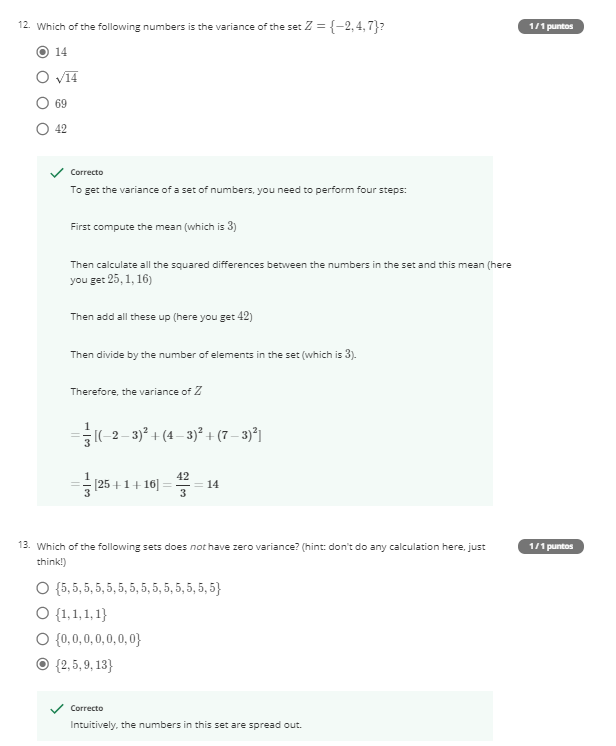 12. Which of the following numbers is the variance of the set Z = {−2, 4, 7}?
1 / 1 puntos
14
√14
69
42
Correcto
To get the variance of a set of numbers, you need to perform four steps:
First compute the mean (which is 3)
Then calculate all the squared differences between the numbers in the set and this mean (here
you get 25, 1, 16)
Then add all these up (here you get 42)
Then divide by the number of elements in the set (which is 3).
Therefore, the variance of Z
= 1/3 [(−2 − 3)² + (4 − 3)² + (7 − 3)²]
= 1/3 [25 + 1 + 16] = 42/3 = 14
13. Which of the following sets does not have zero variance? (hint: don't do any calculation here, just
think!)
1 / 1 puntos
{5, 5, 5, 5, 5, 5, 5, 5, 5, 5, 5, 5, 5, 5}
{1, 1, 1, 1}
{0, 0, 0, 0, 0, 0, 0}
{2, 5, 9, 13}
Correcto
Intuitively, the numbers in this set are spread out.